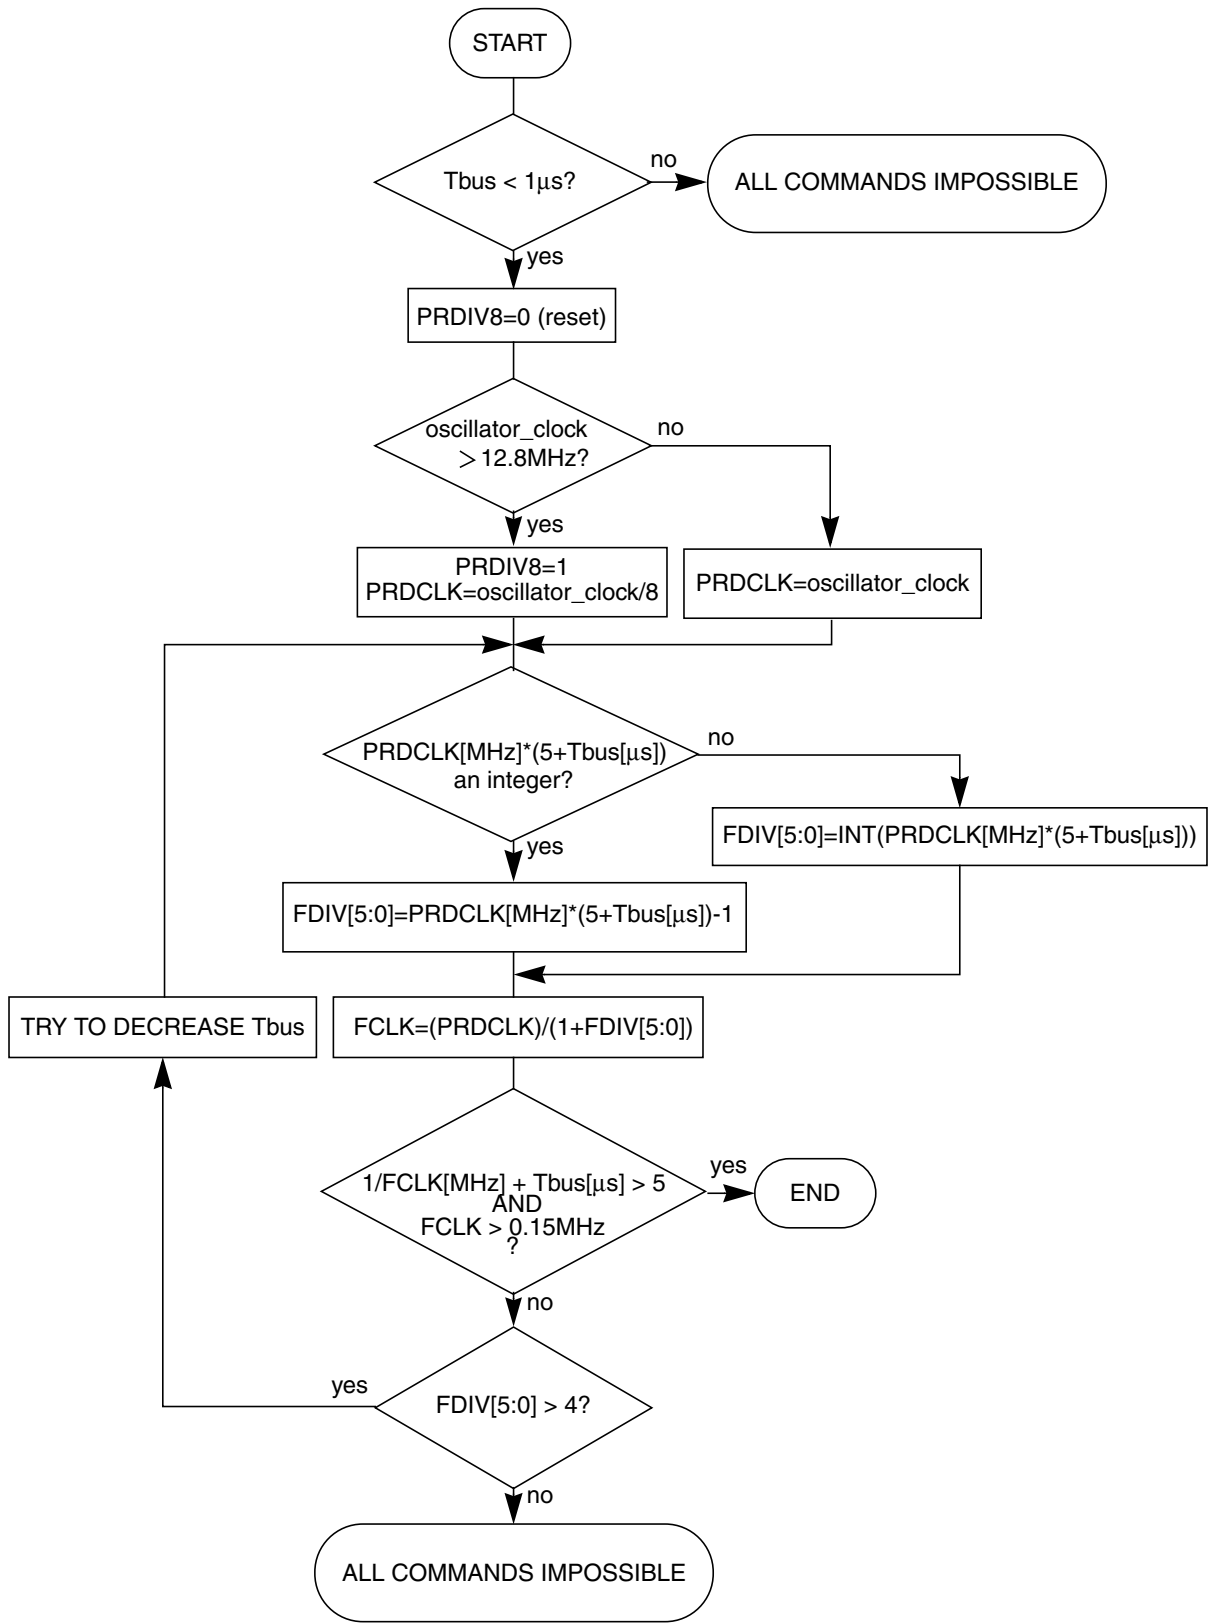 START
Tbus < 1μs?
no
ALL COMMANDS IMPOSSIBLE
yes
PRDIV8=0 (reset)
oscillator_clock
> 12.8MHz?
no
yes
PRDIV8=1
PRDCLK=oscillator_clock/8
PRDCLK=oscillator_clock
PRDCLK[MHz]*(5+Tbus[μs])
an integer?
no
yes
FDIV[5:0]=INT(PRDCLK[MHz]*(5+Tbus[μs]))
FDIV[5:0]=PRDCLK[MHz]*(5+Tbus[μs])-1
TRY TO DECREASE Tbus
FCLK=(PRDCLK)/(1+FDIV[5:0])
1/FCLK[MHz] + Tbus[μs] > 5
AND
FCLK > 0.15MHz
?
yes
END
no
FDIV[5:0] > 4?
yes
no
ALL COMMANDS IMPOSSIBLE